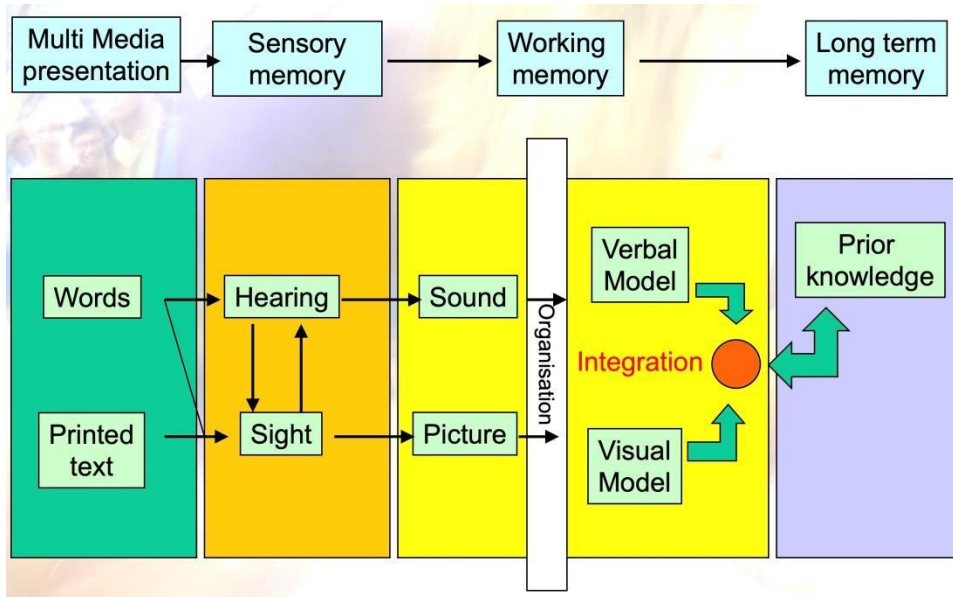 Multi Media
presentation
Sensory
memory
Working
memory
Long term
memory
Words
Hearing
Sound
Organisation
Verbal
Model
Prior
knowledge
Integration
Printed
text
Sight
Picture
Visual
Model